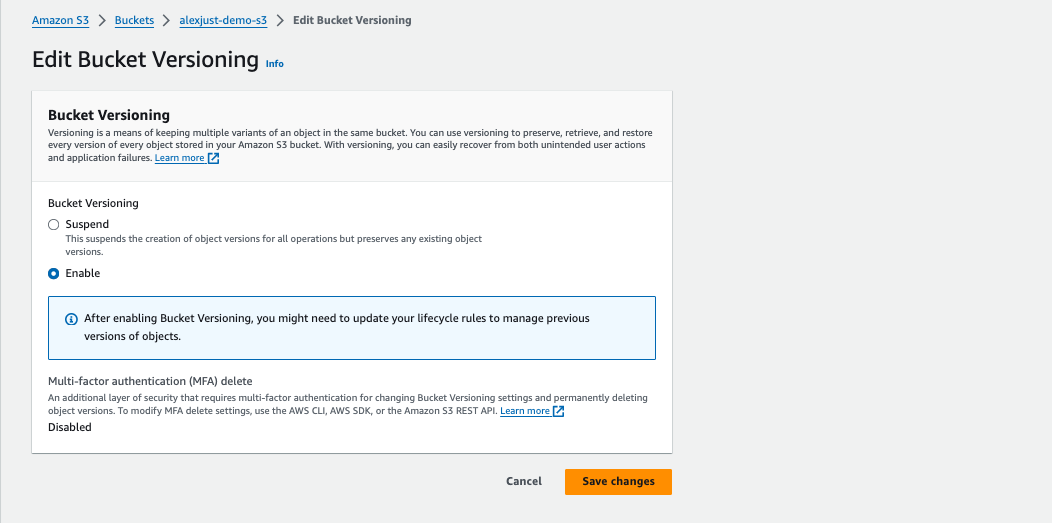 Amazon S3 > Buckets > alexjust-demo-s3 > Edit Bucket Versioning
Edit Bucket Versioning Info
Bucket Versioning
Versioning is a means of keeping multiple variants of an object in the same bucket. You can use versioning to preserve, retrieve, and restore
every version of every object stored in your Amazon S3 bucket. With versioning, you can easily recover from both unintended user actions
and application failures. Learn more
Bucket Versioning
Suspend
This suspends the creation of object versions for all operations but preserves any existing object
versions.
Enable
After enabling Bucket Versioning, you might need to update your lifecycle rules to manage previous
versions of objects.
Multi-factor authentication (MFA) delete
An additional layer of security that requires multi-factor authentication for changing Bucket Versioning settings and permanently deleting
object versions. To modify MFA delete settings, use the AWS CLI, AWS SDK, or the Amazon S3 REST API. Learn more
Disabled
Cancel Save changes